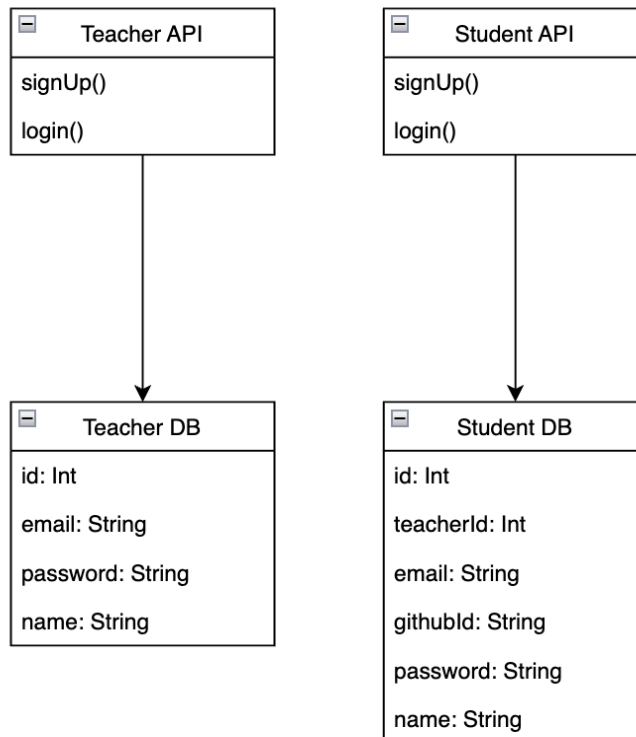 Teacher API
signUp()
login()
Student API
signUp()
login()
Teacher DB
id: Int
email: String
password: String
name: String
Student DB
id: Int
teacherId: Int
email: String
githubId: String
password: String
name: String